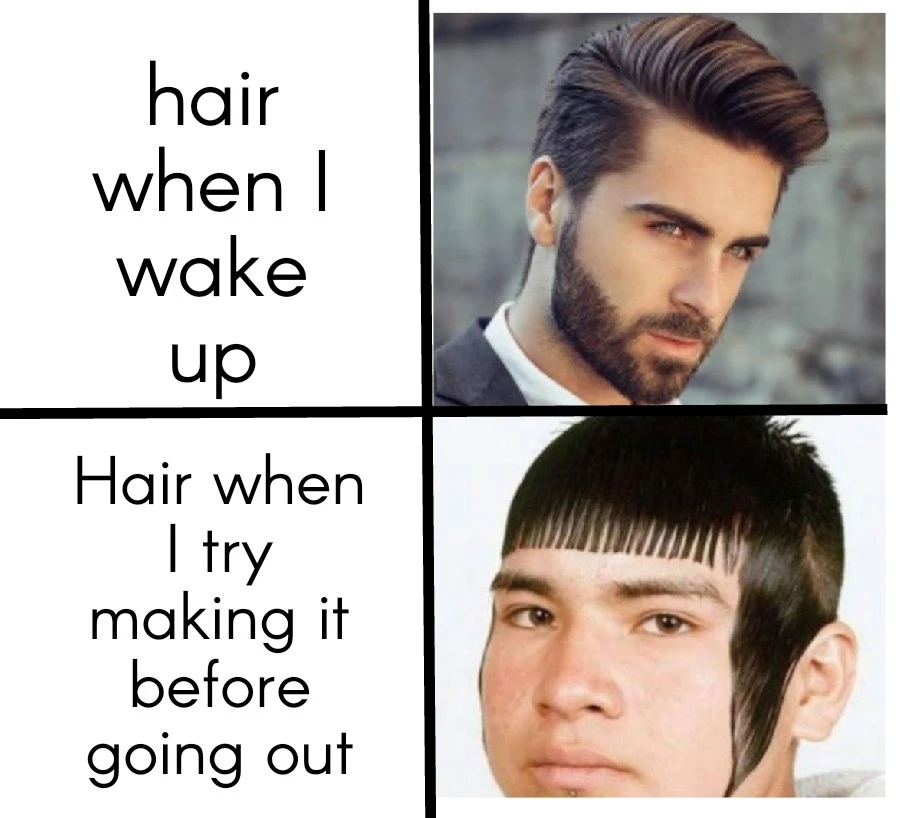 hair
when I
wake
up
Hair when
I try
making it
before
going out